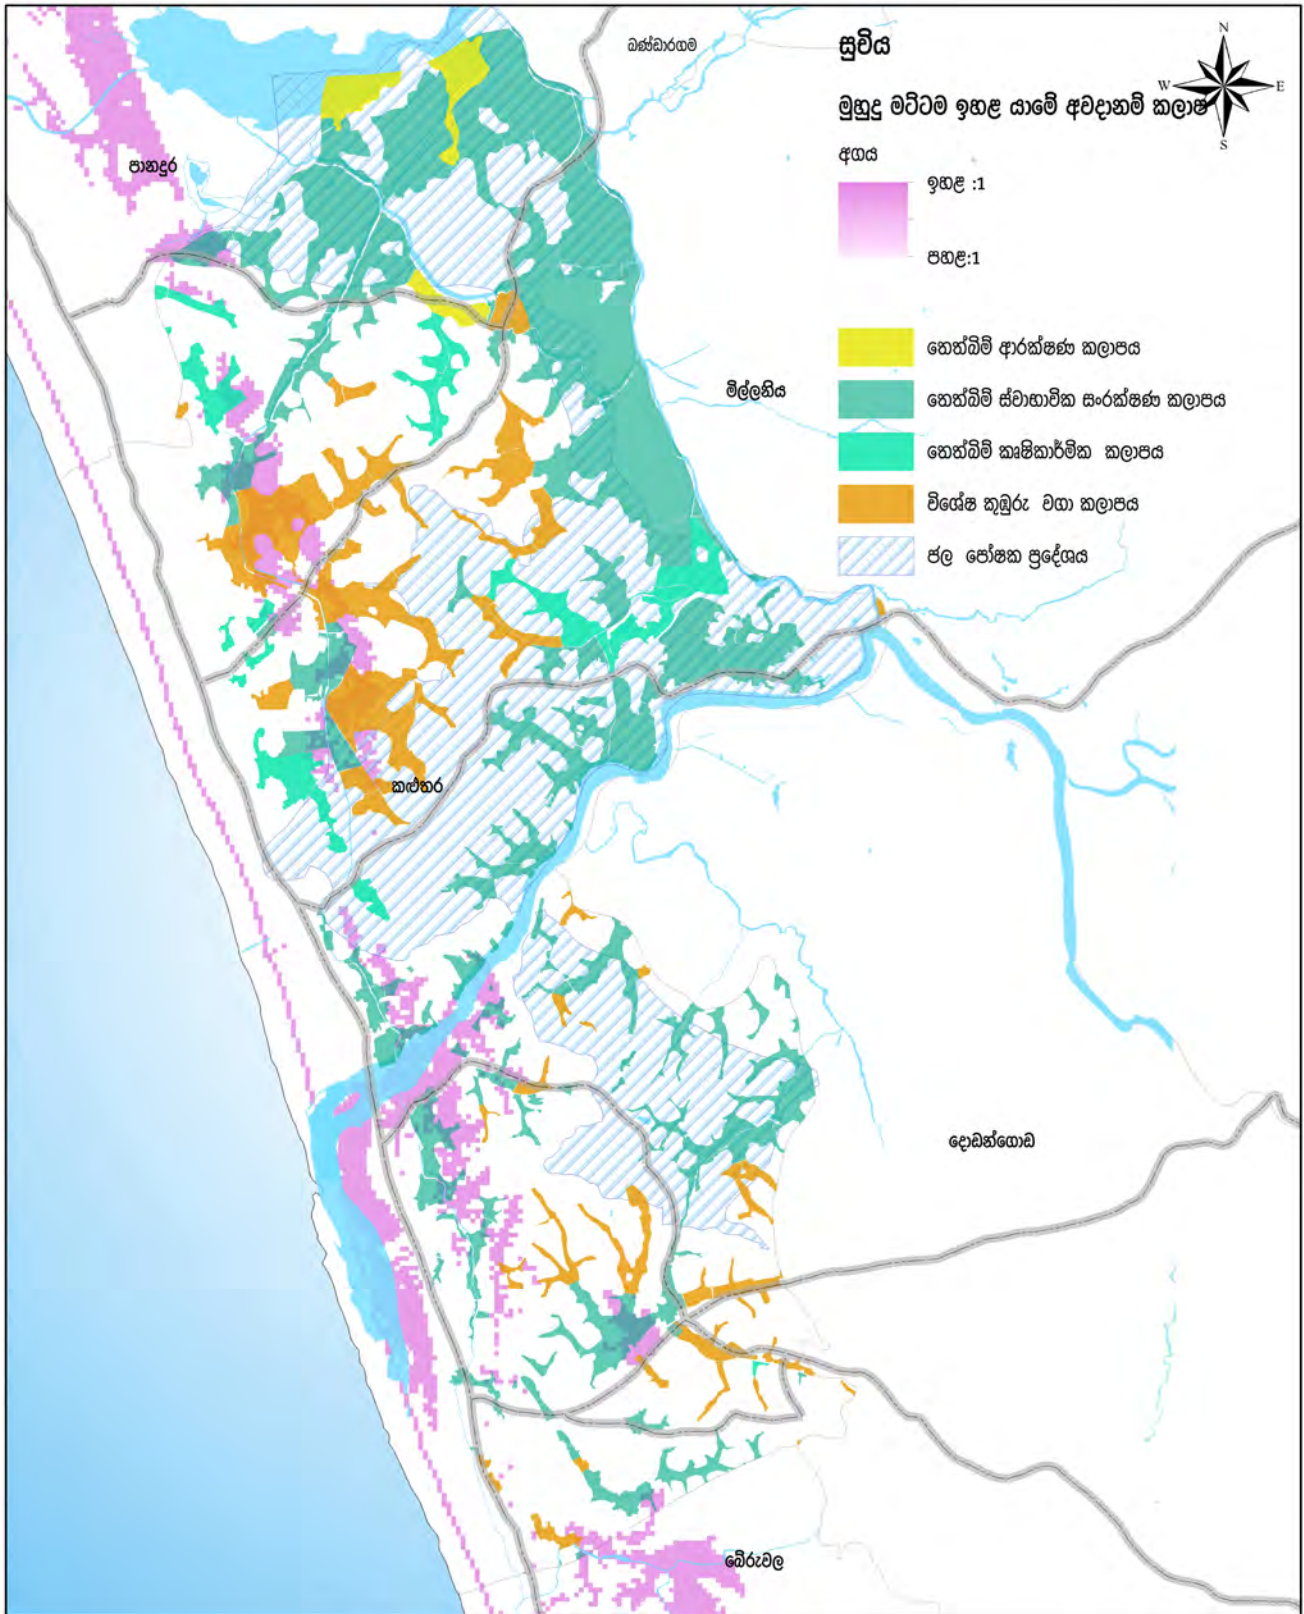 බණ්ඩාරගම
සුචිය
N
W
E
S
මුහුදු මට්ටම ඉහළ යාමේ අවදානම් කලාප
අගය
ඉහළ :1
පහළ:1
පානදුර
තෙත්බිම් ආරක්ෂණ කලාපය
මිල්ලනිය
තෙත්බිම් ස්වාභාවික සංරක්ෂණ කලාපය
තෙත්බිම් කෘෂිකාර්මික කලාපය
විශේෂ කුඹුරු වගා කලාපය
ජල පෝෂක ප්‍රදේශය
කළුතර
දොඩන්ගොඩ
බේරුවල